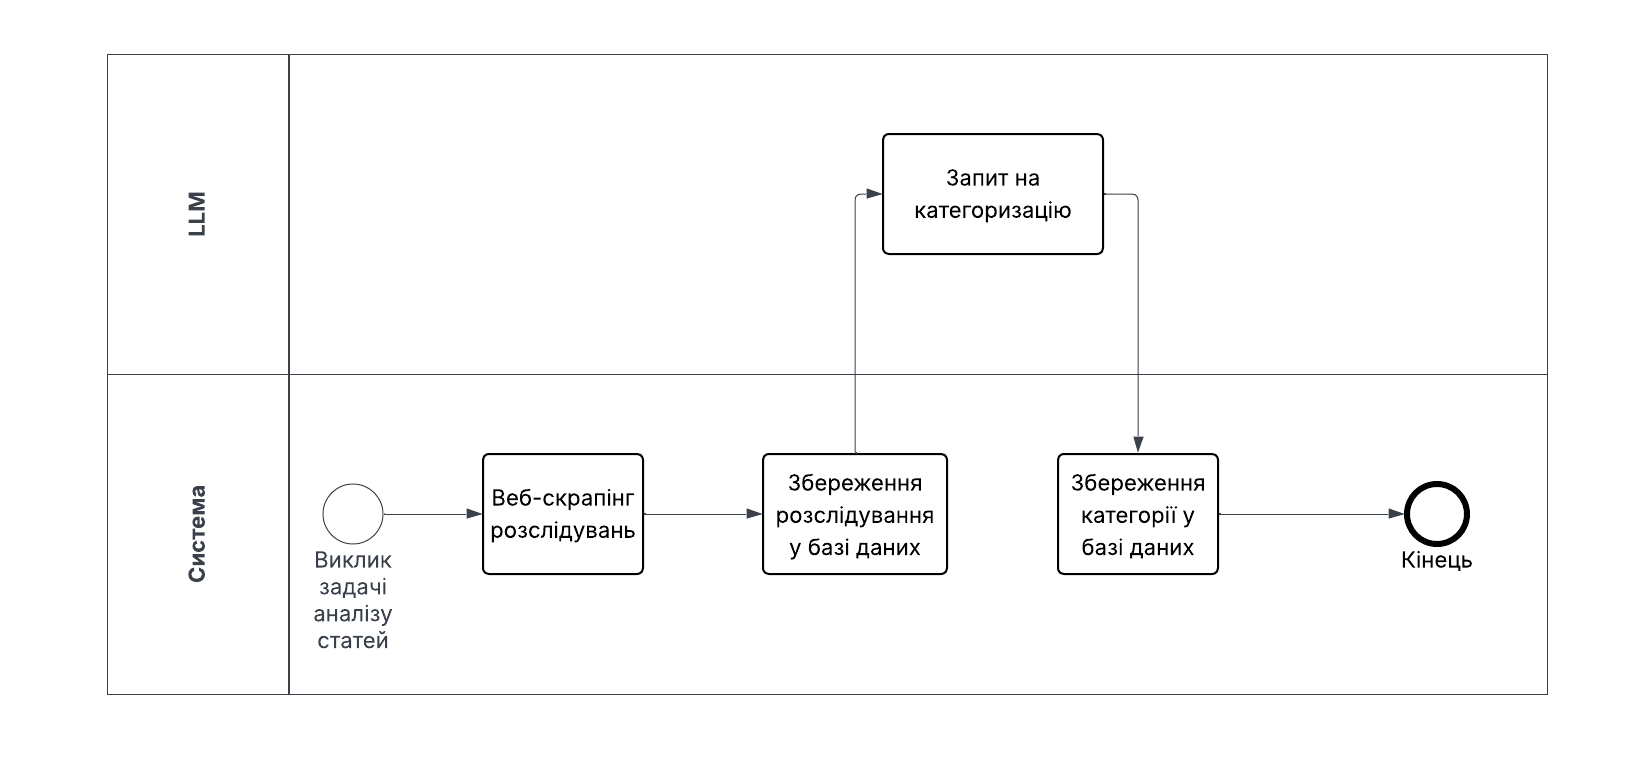 LLM
Запит на
категоризацію
Система
Виклик
задачі
аналізу
статей
Веб-скрапінг
розслідувань
Збереження
розслідування
у базі даних
Збереження
категорії у
базі даних
Кінець